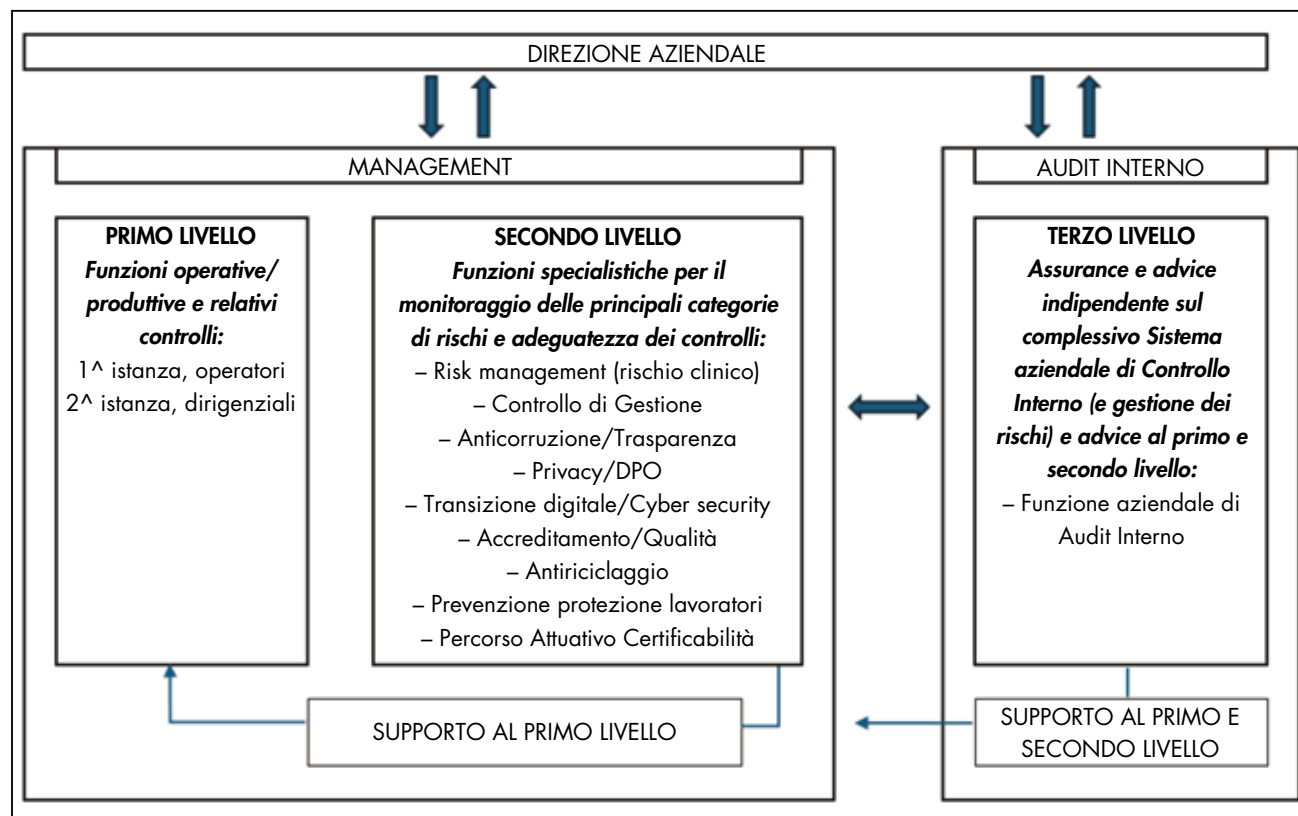 DIREZIONE AZIENDALE
MANAGEMENT
PRIMO LIVELLO
Funzioni operative/
produttive e relativi
controlli:
1^ istanza, operatori
2^ istanza, dirigenziali
SECONDO LIVELLO
Funzioni specialistiche per il
monitoraggio delle principali categorie
di rischi e adeguatezza dei controlli:
– Risk management (rischio clinico)
– Controllo di Gestione
– Anticorruzione/Trasparenza
– Privacy/DPO
– Transizione digitale/Cyber security
– Accreditamento/Qualità
– Antiriciclaggio
– Prevenzione protezione lavoratori
– Percorso Attuativo Certificabilità
SUPPORTO AL PRIMO LIVELLO
AUDIT INTERNO
TERZO LIVELLO
Assurance e advice
indipendente sul
complessivo Sistema
aziendale di Controllo
Interno (e gestione dei
rischi) e advice al primo e
secondo livello:
– Funzione aziendale di
Audit Interno
SUPPORTO AL PRIMO E
SECONDO LIVELLO